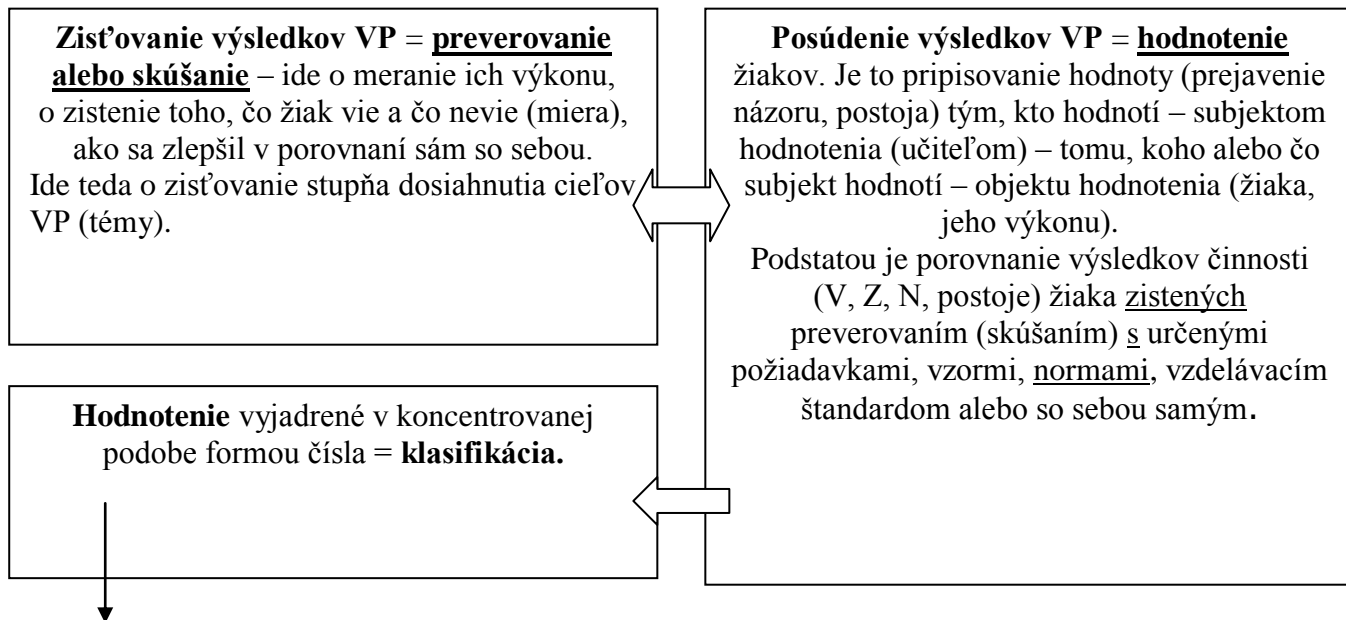 Zisťovanie výsledkov VP = preverovanie
alebo skúšanie – ide o meranie ich výkonu,
o zistenie toho, čo žiak vie a čo nevie (miera),
ako sa zlepšil v porovnaní sám so sebou.
Ide teda o zisťovanie stupňa dosiahnutia cieľov
VP (témy).
Posúdenie výsledkov VP = hodnotenie
žiakov. Je to pripisovanie hodnoty (prejavenie
názoru, postoja) tým, kto hodnotí – subjektom
hodnotenia (učiteľom) – tomu, koho alebo čo
subjekt hodnotí – objektu hodnotenia (žiaka,
jeho výkonu).
Podstatou je porovnanie výsledkov činnosti
(V, Z, N, postoje) žiaka zistených
preverovaním (skúšaním) s určenými
požiadavkami, vzormi, normami, vzdelávacím
štandardom alebo so sebou samým.
Hodnotenie vyjadrené v koncentrovanej
podobe formou čísla = klasifikácia.